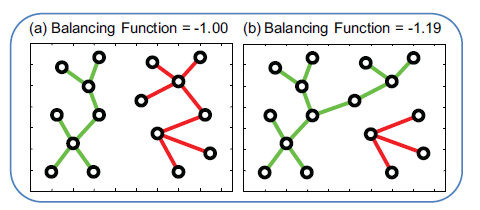 (a) Balancing Function = -1.00
(b) Balancing Function = -1.19